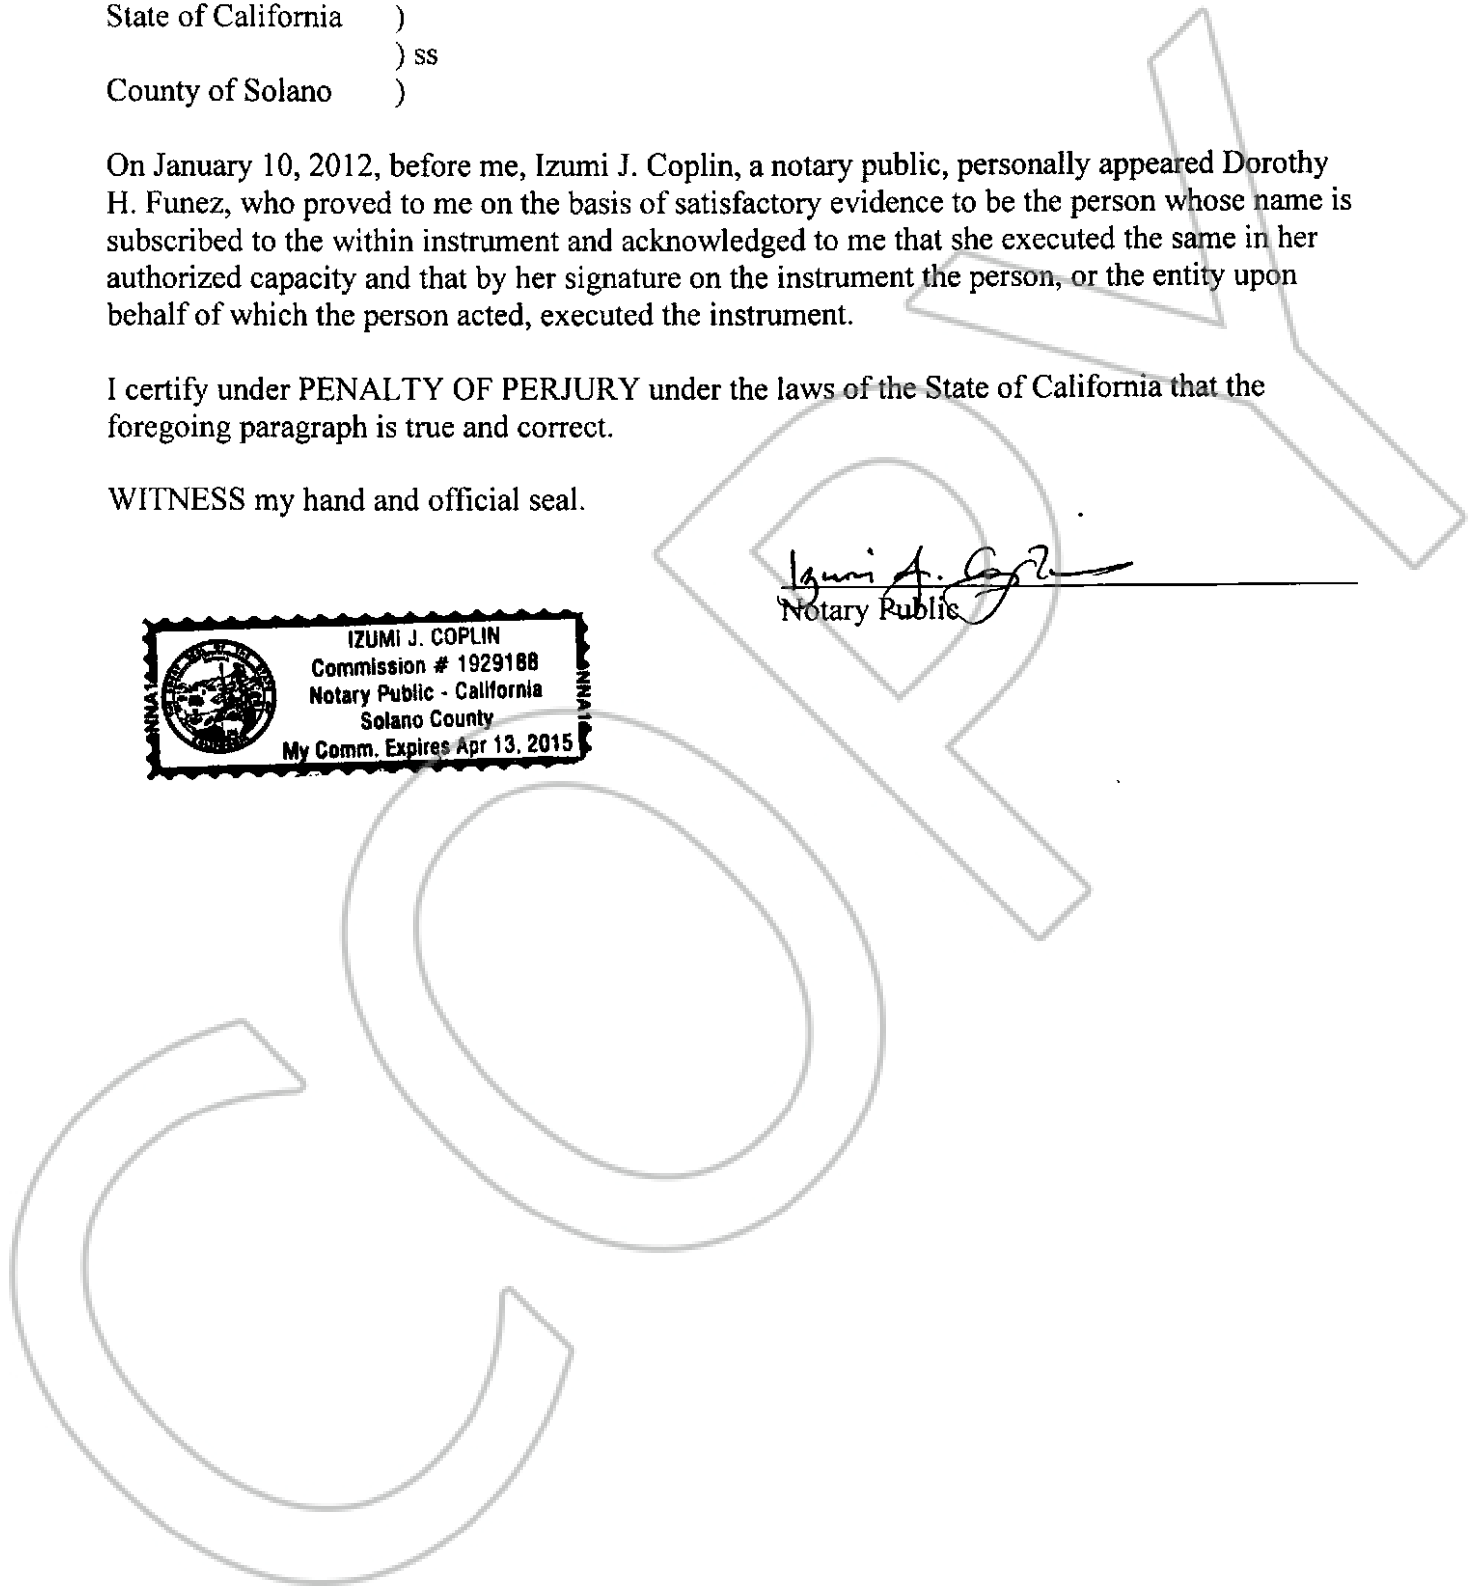 State of California )
) ss
County of Solano )
On January 10, 2012, before me, Izumi J. Coplin, a notary public, personally appeared Dorothy
H. Funez, who proved to me on the basis of satisfactory evidence to be the person whose name is
subscribed to the within instrument and acknowledged to me that she executed the same in her
authorized capacity and that by her signature on the instrument the person, or the entity upon
behalf of which the person acted, executed the instrument.
I certify under PENALTY OF PERJURY under the laws of the State of California that the
foregoing paragraph is true and correct.
WITNESS my hand and official seal.
Izumi J. Coplin
Notary Public
IZUMI J. COPLIN
Commission # 1929188
Notary Public - California
Solano County
My Comm. Expires Apr 13, 2015
COPY